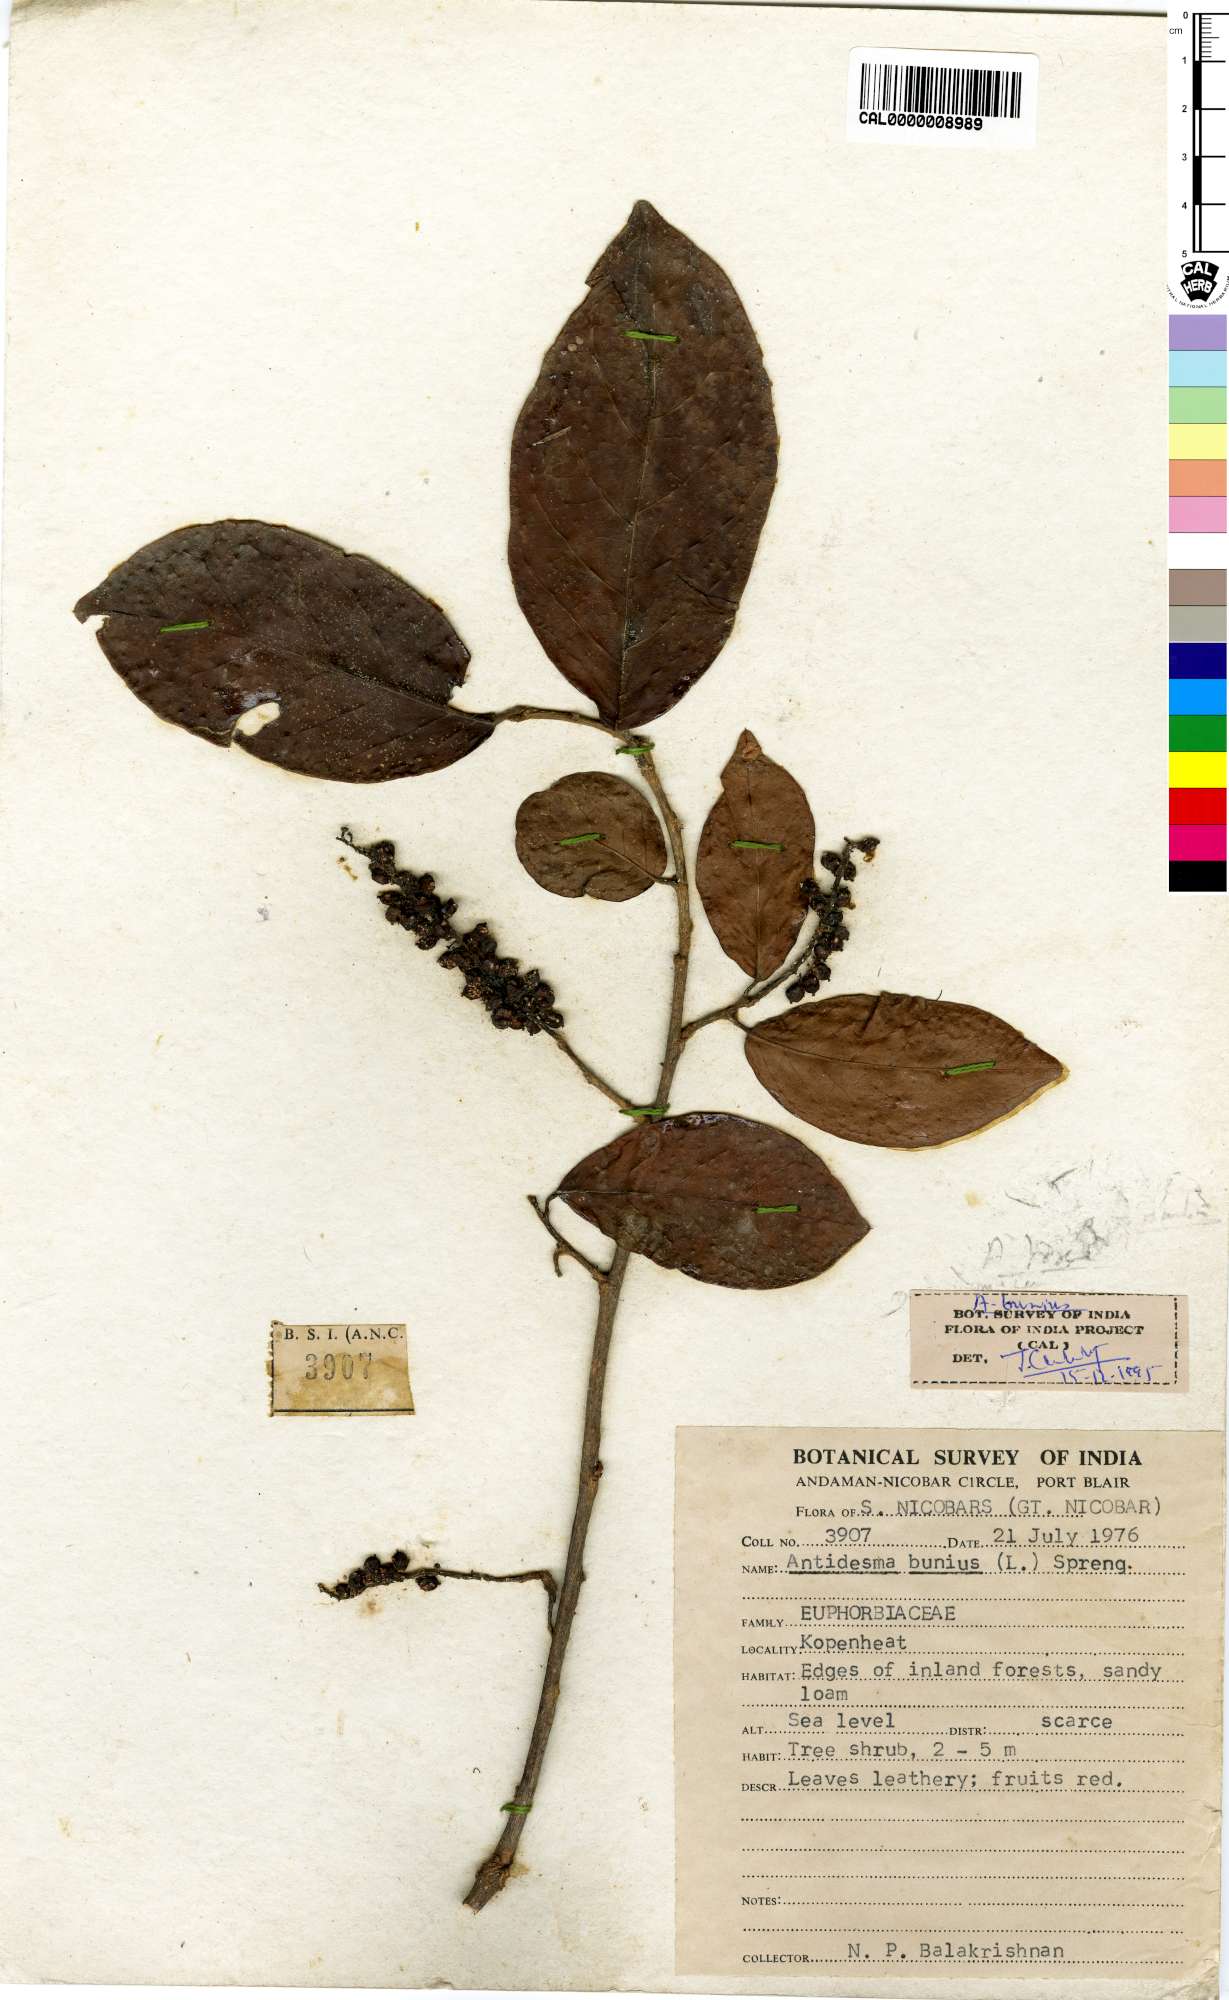 0
cm
1
2
3
4
5
CAL
HERB
CAL0000008989
A. bunius
BOT. SURVEY OF INDIA
FLORA OF INDIA PROJECT
(CAL)
DET.
15-12-1995
B. S. I. (A.N.C.
3907
BOTANICAL SURVEY OF INDIA
ANDAMAN-NICOBAR CIRCLE, PORT BLAIR
FLORA OF S. NICOBARS (GT. NICOBAR)
COLL NO. 3907 DATE 21 July 1976
NAME: Antidesma bunius (L.) Spreng.
FAMILY EUPHORBIACEAE
LOCALITY Kopenheat
HABITAT: Edges of inland forests, sandy
loam
ALT. Sea level DISTR: scarce
HABIT: Tree shrub, 2 - 5 m
DESCR Leaves leathery; fruits red.
NOTES:
COLLECTOR N. P. Balakrishnan